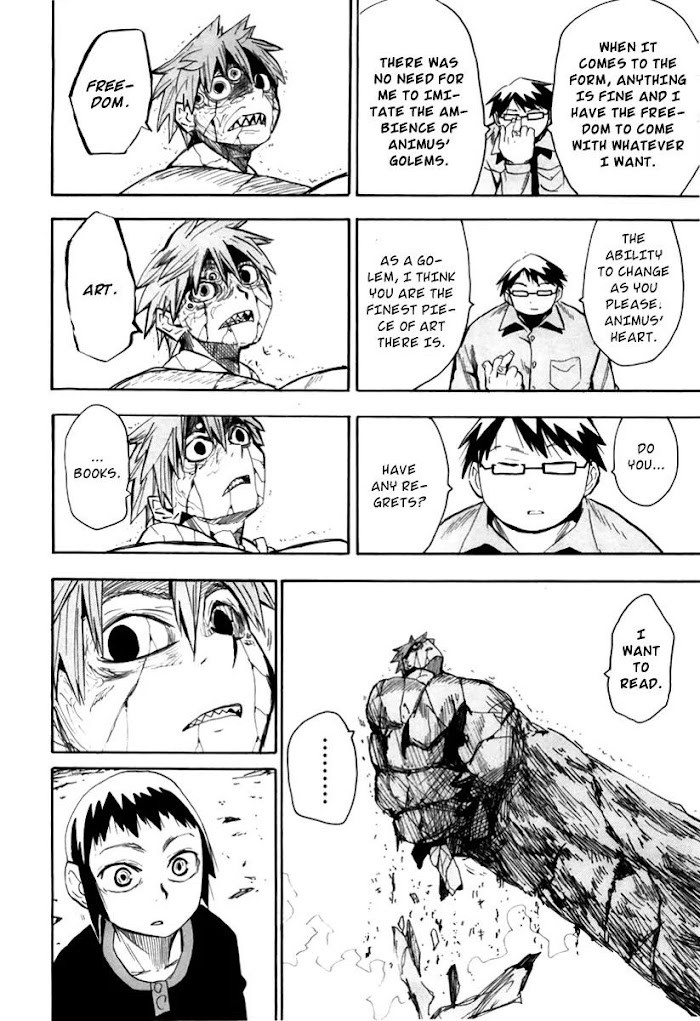 WHEN IT
COMES TO THE
FORM, ANYTHING
IS FINE AND I
HAVE THE FREE-
DOM TO COME
WITH WHATEVER
I WANT.
THERE WAS
NO NEED FOR
ME TO IMI-
TATE THE AM-
BIENCE OF
ANIMUS'
GOLEMS.
FREE-
DOM.
THE
ABILITY
TO CHANGE
AS YOU
PLEASE.
ANIMUS'
HEART.
AS A GO-
LEM, I THINK
YOU ARE THE
FINEST PIE-
CE OF ART
THERE IS.
ART.
DO
YOU...
HAVE
ANY RE-
GRETS?
...
BOOKS.
I
WANT
TO
READ.
.........